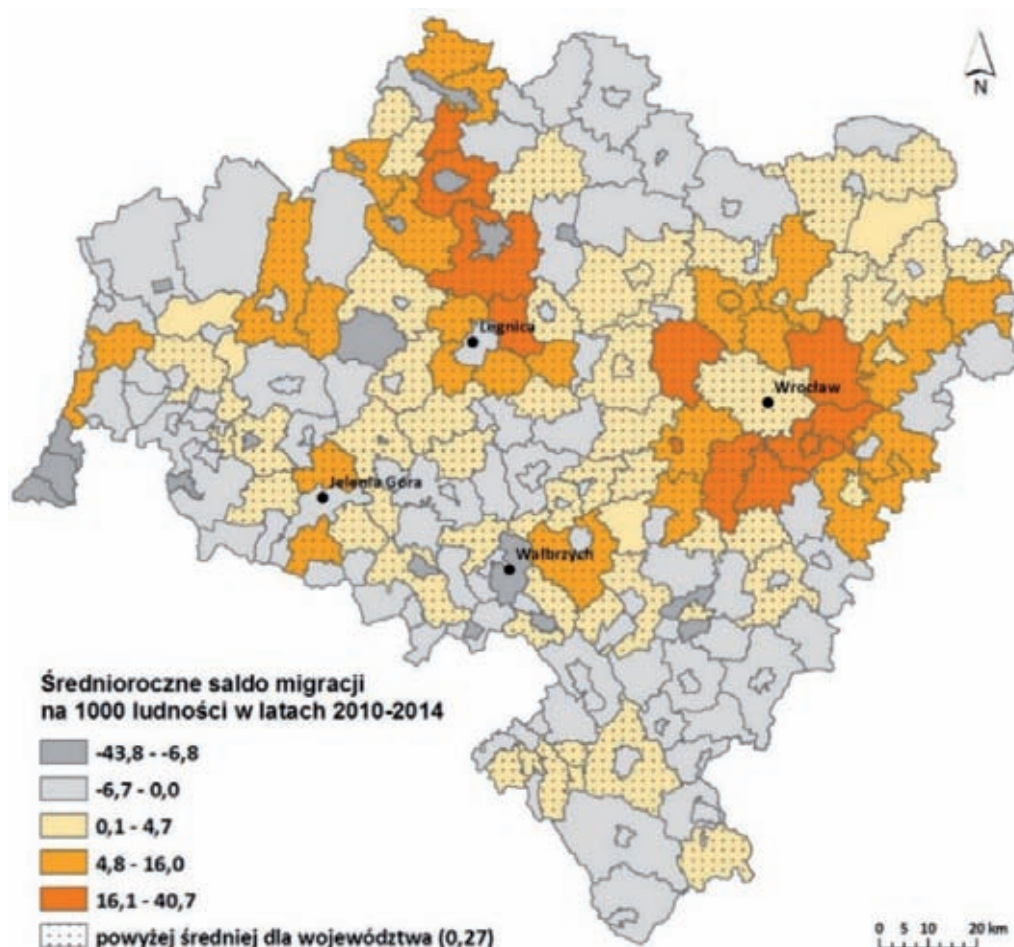 N
Legnica
Wrocław
Jelenia Góra
Wałbrzych
Średnioroczne saldo migracji
na 1000 ludności w latach 2010-2014
-43,8 - -6,8
-6,7 - 0,0
0,1 - 4,7
4,8 - 16,0
16,1 - 40,7
powyżej średniej dla województwa (0,27)
0 5 10 20 km